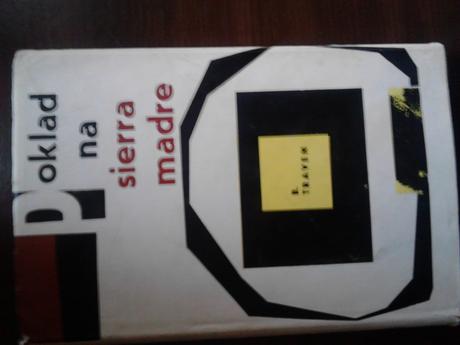 Poklad
na
sierra
madre
B.
TRAVEN